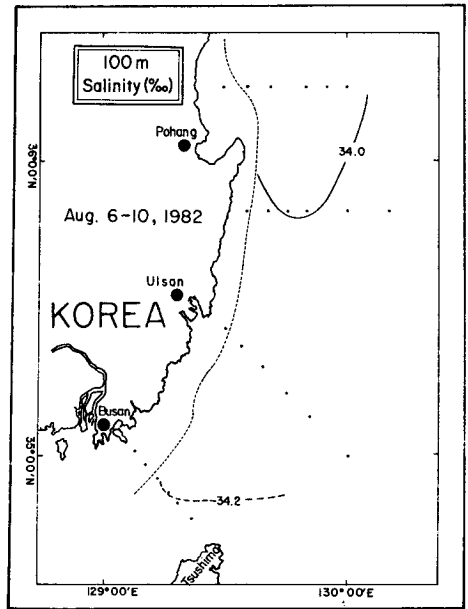 100 m
Salinity (‰)
Pohang
36°00'N
34.0
Aug. 6-10, 1982
Ulsan
KOREA
Busan
35°00'N
34.2
Tsushima
129°00'E
130°00'E